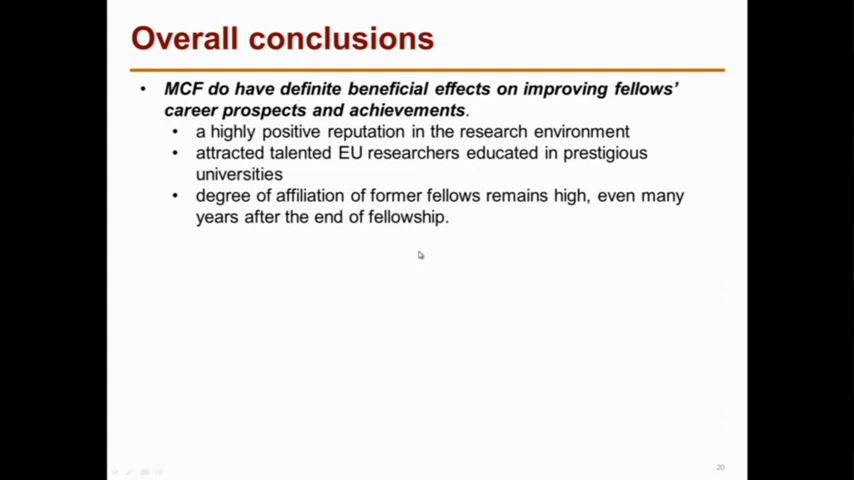 Overall conclusions
• MCF do have definite beneficial effects on improving fellows’
career prospects and achievements.
• a highly positive reputation in the research environment
• attracted talented EU researchers educated in prestigious
universities
• degree of affiliation of former fellows remains high, even many
years after the end of fellowship.
20